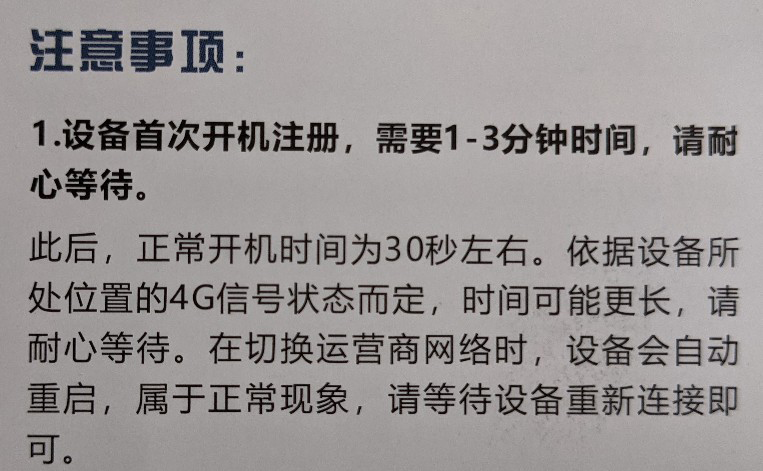 注意事项：
1.设备首次开机注册，需要1-3分钟时间，请耐
心等待。
此后，正常开机时间为30秒左右。依据设备所
处位置的4G信号状态而定，时间可能更长，请
耐心等待。在切换运营商网络时，设备会自动
重启，属于正常现象，请等待设备重新连接即
可。